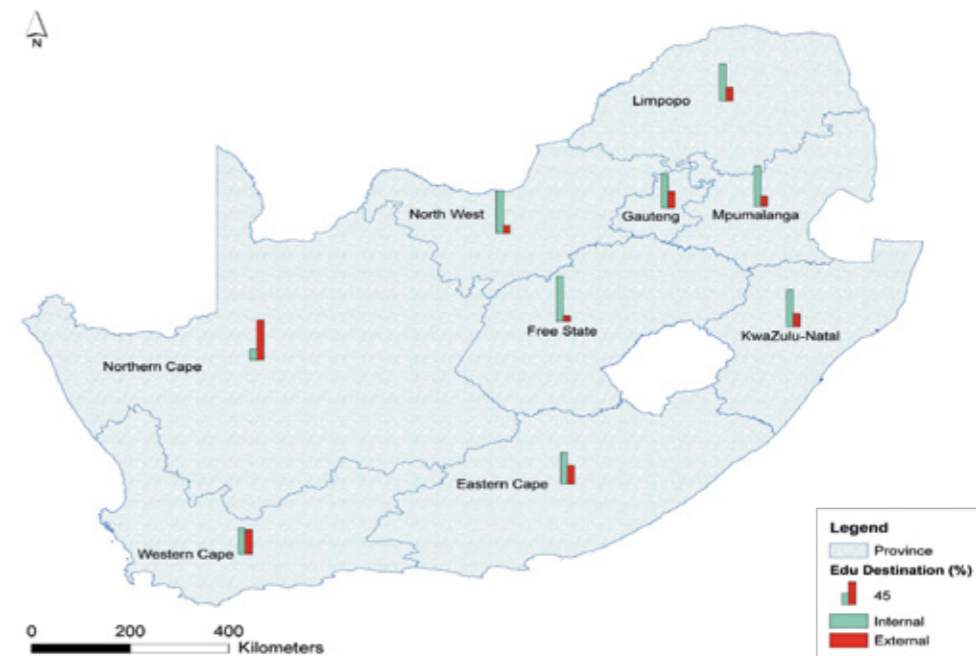 N
Limpopo
North West
Gauteng
Mpumalanga
Free State
KwaZulu-Natal
Northern Cape
Eastern Cape
Western Cape
Legend
Province
Edu Destination (%)
45
Internal
External
0 200 400 Kilometers